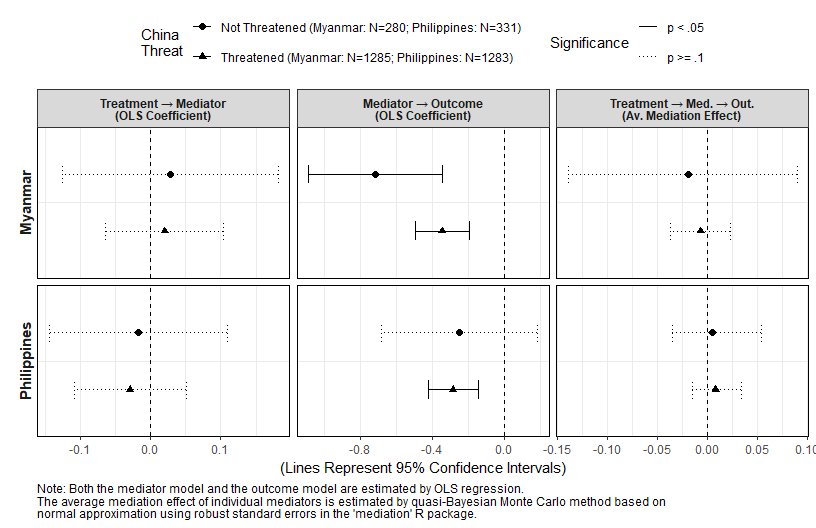 China
Threat
Not Threatened (Myanmar: N=280; Philippines: N=331)
Threatened (Myanmar: N=1285; Philippines: N=1283)
Significance
p < .05
p >= .1
Treatment → Mediator
(OLS Coefficient)
Mediator → Outcome
(OLS Coefficient)
Treatment → Med. → Out.
(Av. Mediation Effect)
Myanmar
Philippines
-0.1 0.0 0.1
-0.8 -0.4 0.0
-0.15 -0.10 -0.05 0.00 0.05 0.10
(Lines Represent 95% Confidence Intervals)
Note: Both the mediator model and the outcome model are estimated by OLS regression.
The average mediation effect of individual mediators is estimated by quasi-Bayesian Monte Carlo method based on
normal approximation using robust standard errors in the 'mediation' R package.